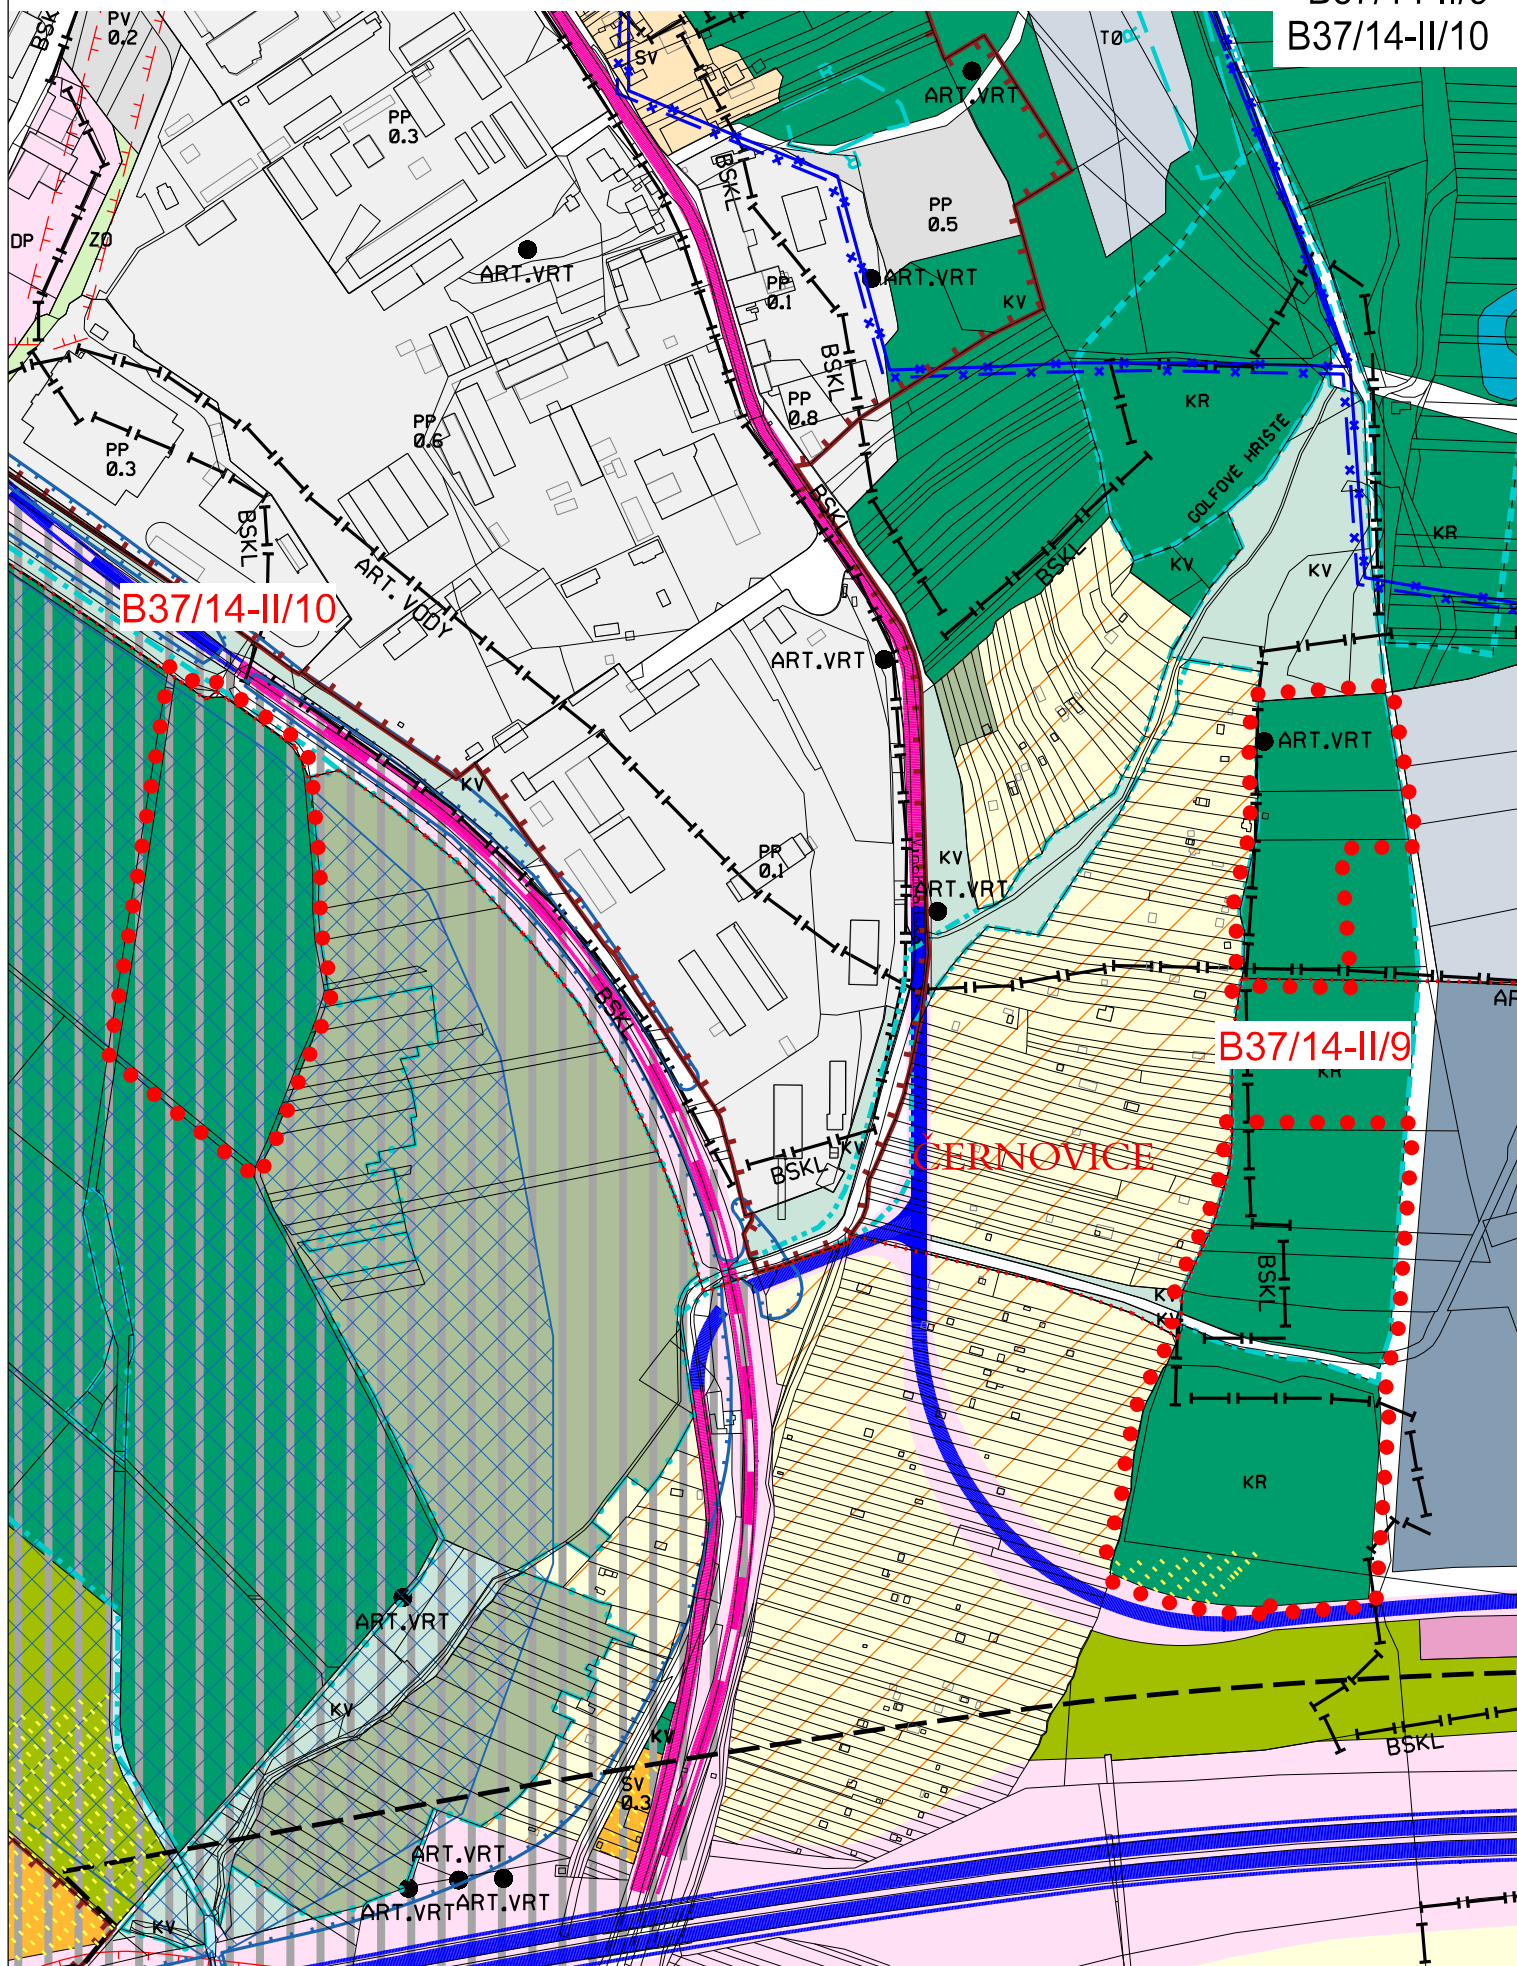 B37/14-II/10
BSKL
PV
0.2
SV
TØ
R
ART.VRT
PP
0.3
R
BSKL
PP
0.5
DP
ZO
ART.VRT
PP
0.1
ART.VRT
KV
BSKL
KR
PP
0.8
PP
0.6
PP
0.3
GOLFOVÉ HŘIŠTĚ
BSKL
BSKL
ART. VODY
BSKL
KV
KV
KR
B37/14-II/10
ART.VRT
ART.VRT
KV
PP
0.1
KV
ART.VRT
BSKL
B37/14-II/9
KR
BSKL
KV
ČERNOVICE
BSKL
KV
KV
KR
ART.VRT
KV
KV
BSKL
SV
0.3
ART.VRT
ART.VRT
ART.VRT
KV